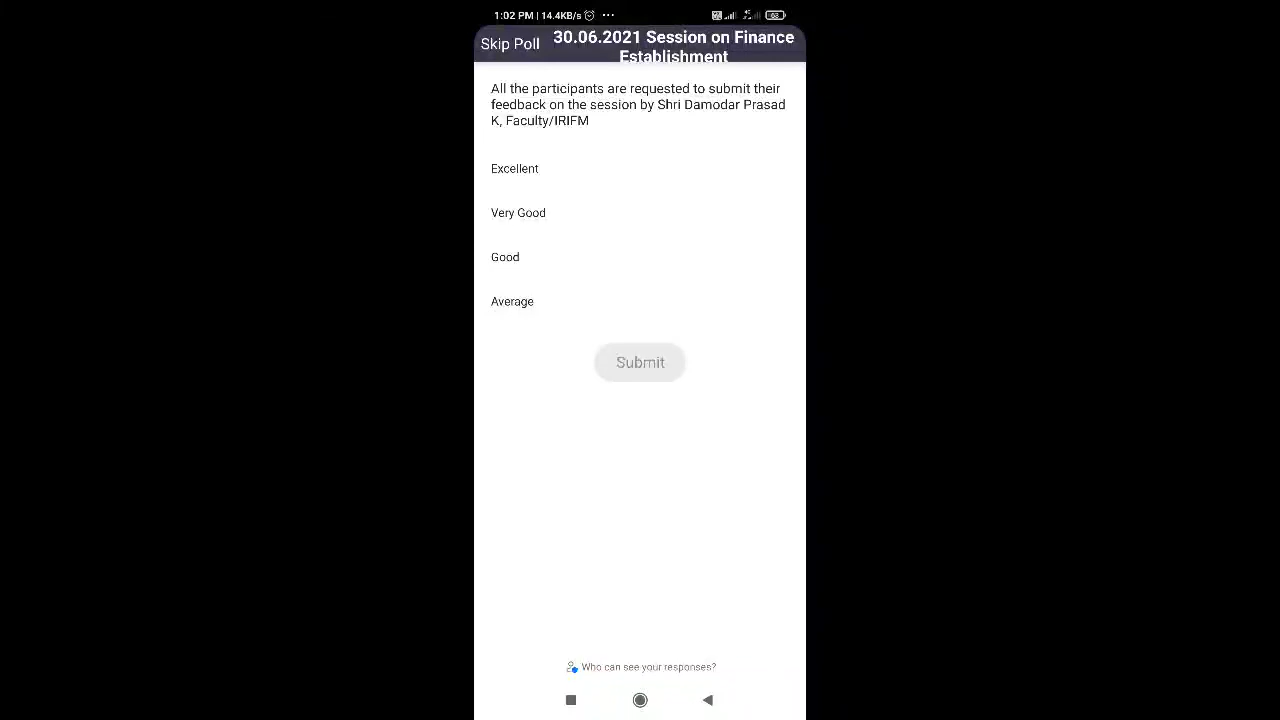 1:02 PM | 14.4KB/s
Skip Poll
30.06.2021 Session on Finance
Establishment
All the participants are requested to submit their
feedback on the session by Shri Damodar Prasad
K, Faculty/IRIFM
Excellent
Very Good
Good
Average
Submit
Who can see your responses?